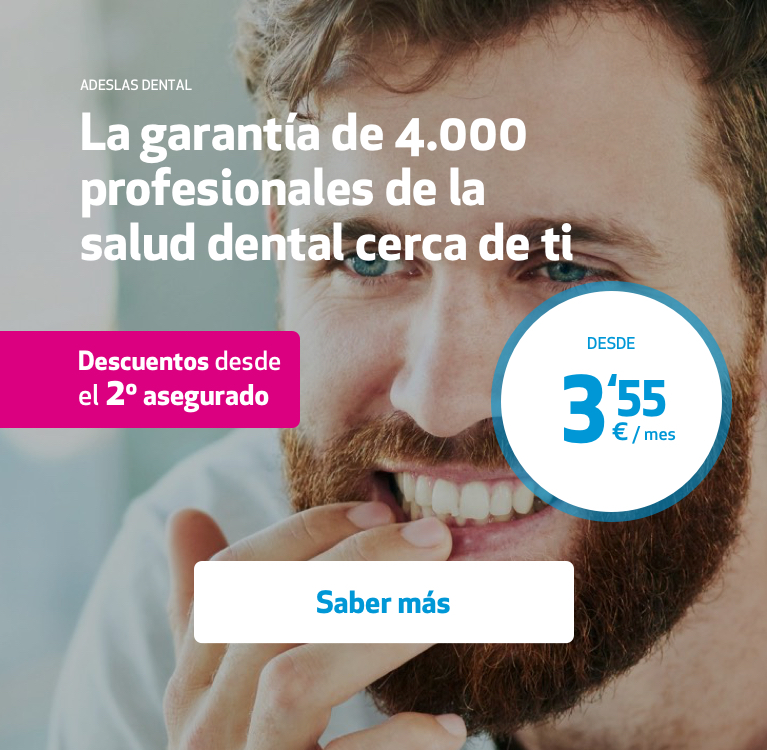 ADESLAS DENTAL
La garantía de 4.000
profesionales de la
salud dental cerca de ti
Descuentos desde
el 2º asegurado
DESDE
3‘55
€ / mes
Saber más